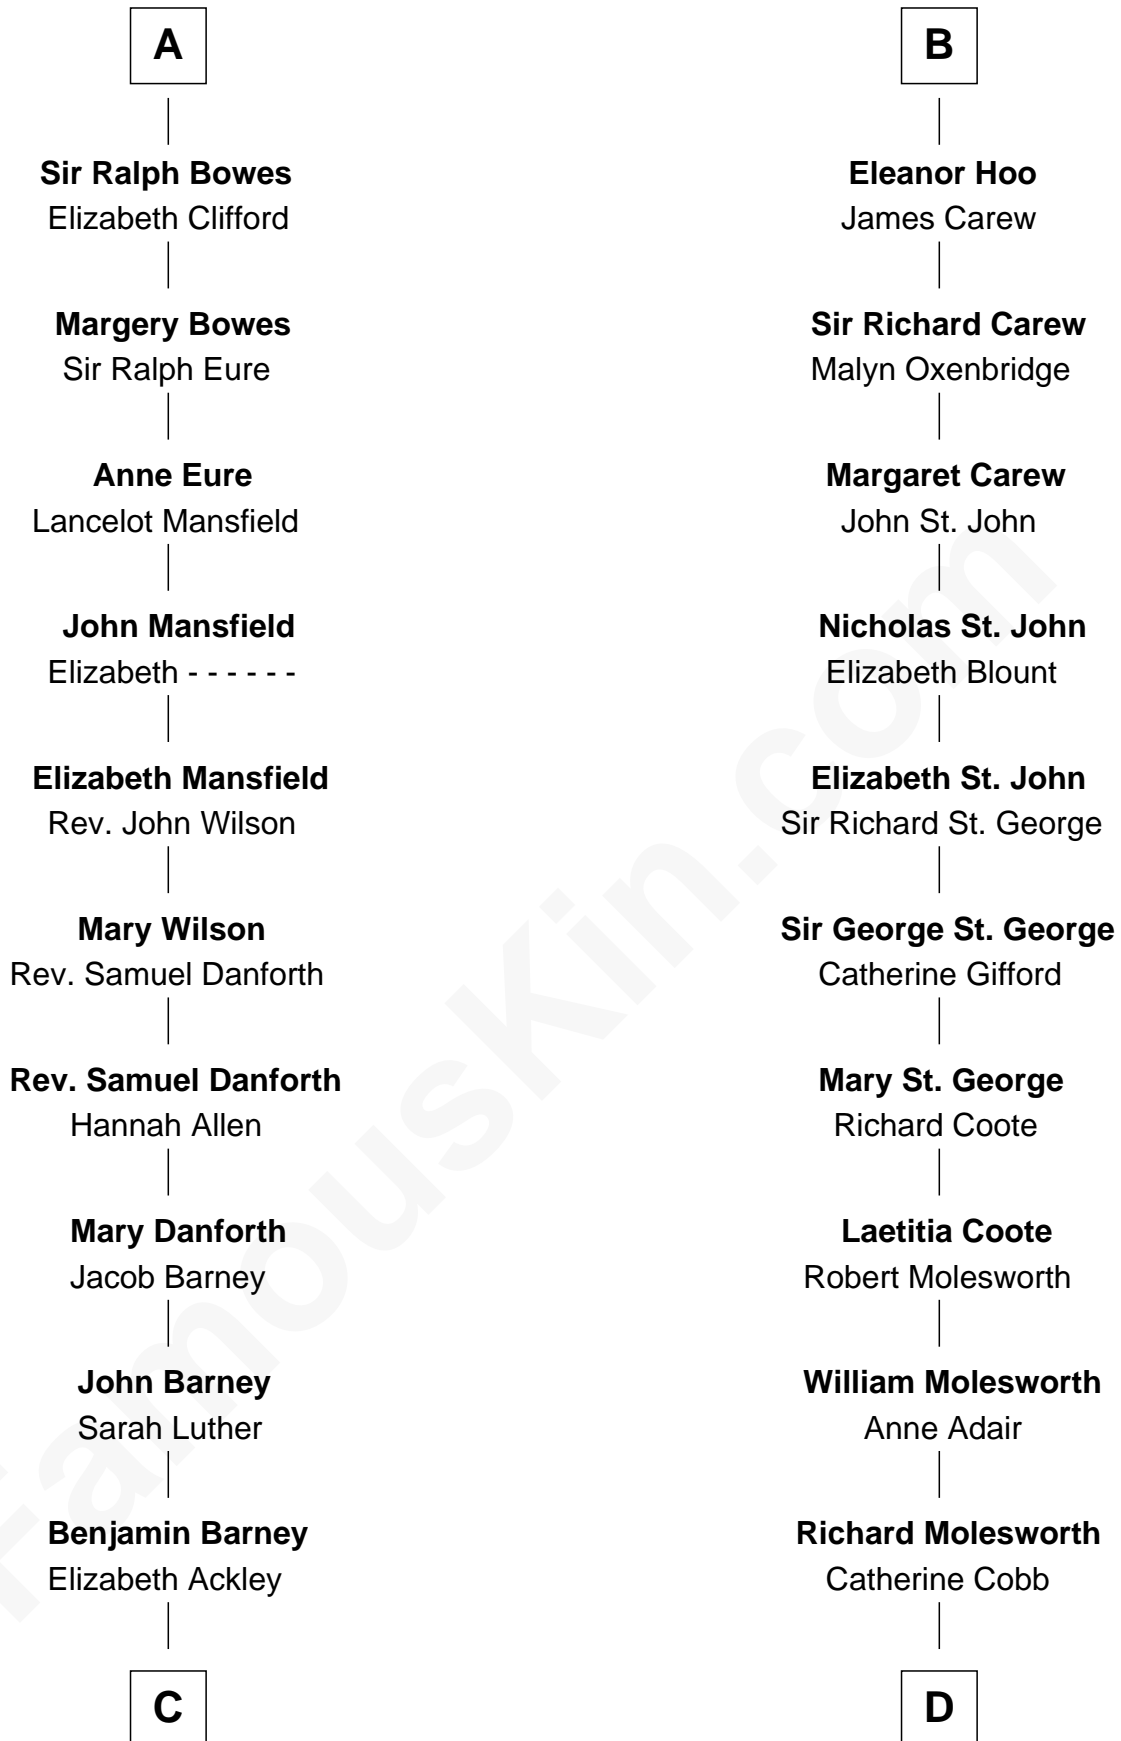 A
Sir Ralph Bowes
Elizabeth Clifford
Margery Bowes
Sir Ralph Eure
Anne Eure
Lancelot Mansfield
John Mansfield
Elizabeth - - - - - -
Elizabeth Mansfield
Rev. John Wilson
Mary Wilson
Rev. Samuel Danforth
Rev. Samuel Danforth
Hannah Allen
Mary Danforth
Jacob Barney
John Barney
Sarah Luther
Benjamin Barney
Elizabeth Ackley
C
B
Eleanor Hoo
James Carew
Sir Richard Carew
Malyn Oxenbridge
Margaret Carew
John St. John
Nicholas St. John
Elizabeth Blount
Elizabeth St. John
Sir Richard St. George
Sir George St. George
Catherine Gifford
Mary St. George
Richard Coote
Laetitia Coote
Robert Molesworth
William Molesworth
Anne Adair
Richard Molesworth
Catherine Cobb
D
FamousKin.com